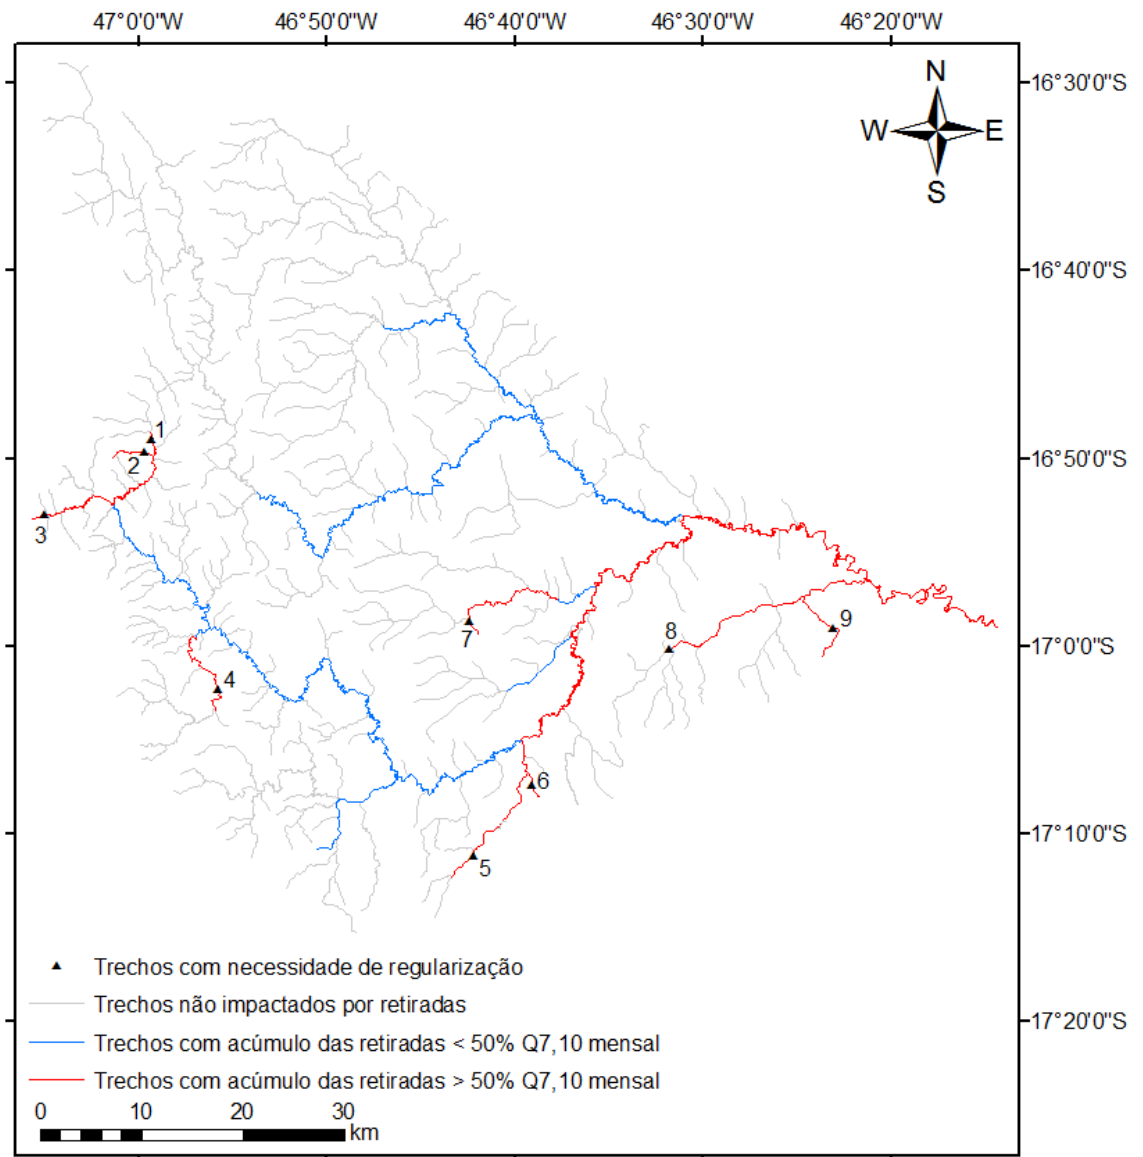 47°0'0"W 46°50'0"W 46°40'0"W 46°30'0"W 46°20'0"W
16°30'0"S
N
W E
S
16°40'0"S
1
2
16°50'0"S
3
7
8
9
17°0'0"S
4
6
17°10'0"S
5
Trechos com necessidade de regularização
Trechos não impactados por retiradas
17°20'0"S
Trechos com acúmulo das retiradas < 50% Q7,10 mensal
Trechos com acúmulo das retiradas > 50% Q7,10 mensal
0 10 20 30
km